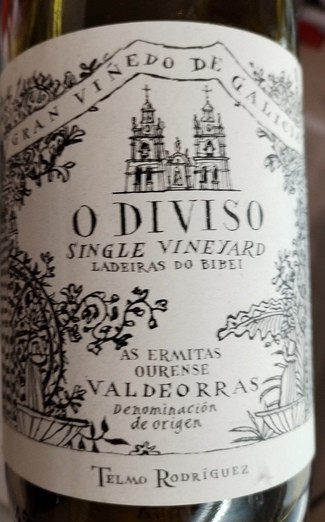 GRAN VIÑEDO DE GALICIA
O DIVISO
SINGLE VINEYARD
LADEIRAS DO BIBEI
AS ERMITAS
OURENSE
VALDEORRAS
Denominación
de origen
TELMO RODRÍGUEZ